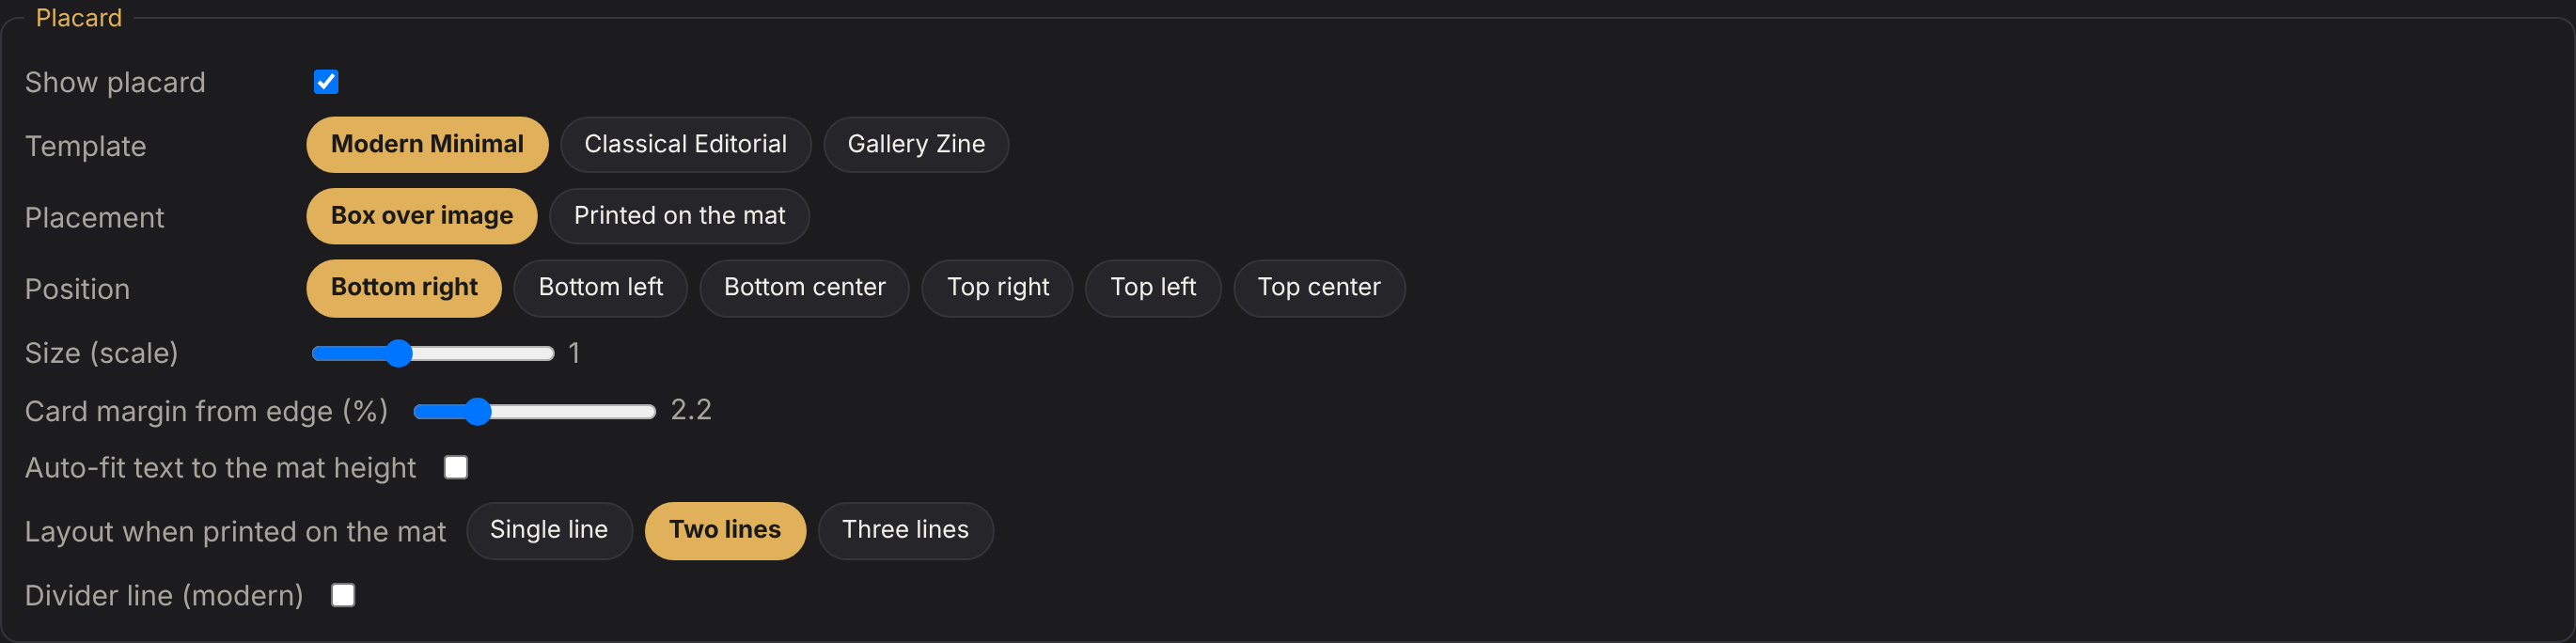 Placard
Show placard
Template Modern Minimal Classical Editorial Gallery Zine
Placement Box over image Printed on the mat
Position Bottom right Bottom left Bottom center Top right Top left Top center
Size (scale) 1
Card margin from edge (%) 2.2
Auto-fit text to the mat height
Layout when printed on the mat Single line Two lines Three lines
Divider line (modern)